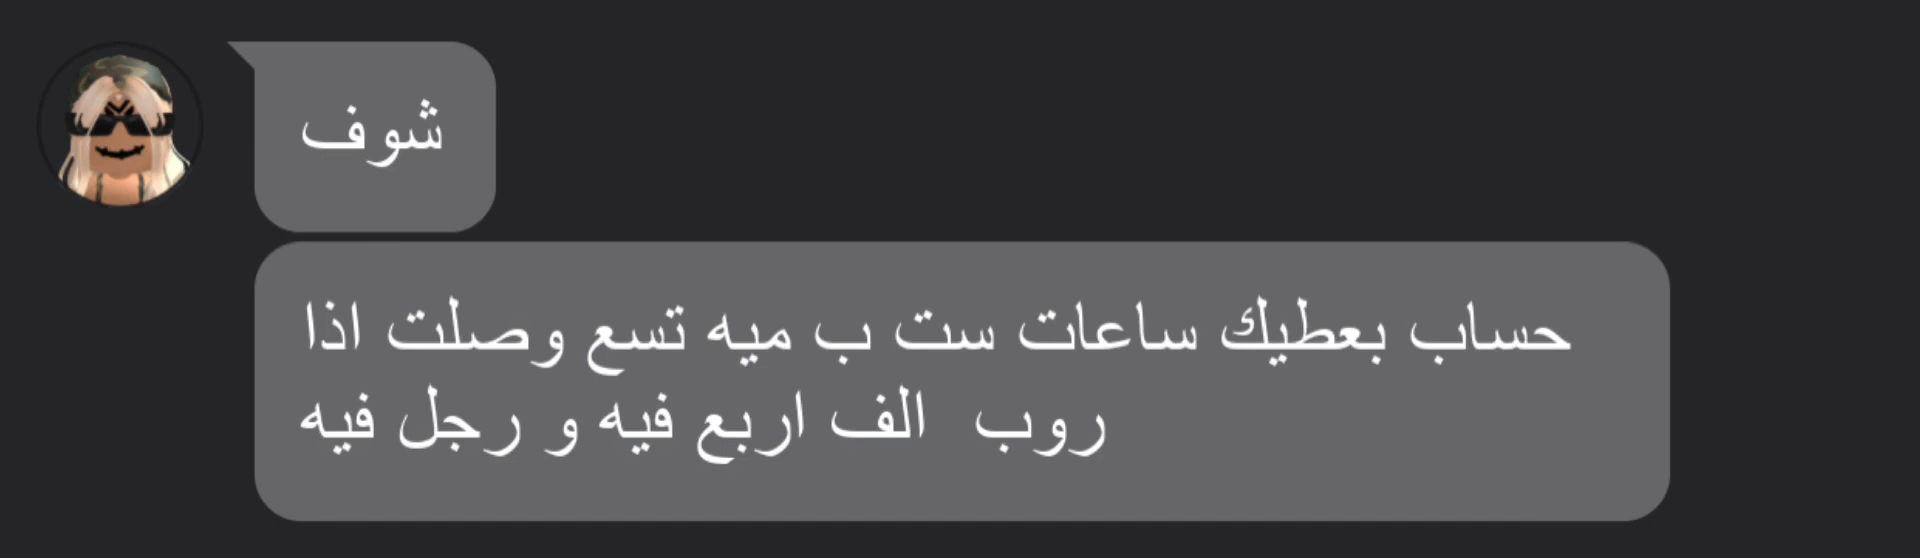 شوف
اذا وصلت تسع ميه ب ست ساعات بعطيك حساب
فيه رجل و فيه اربع الف روب